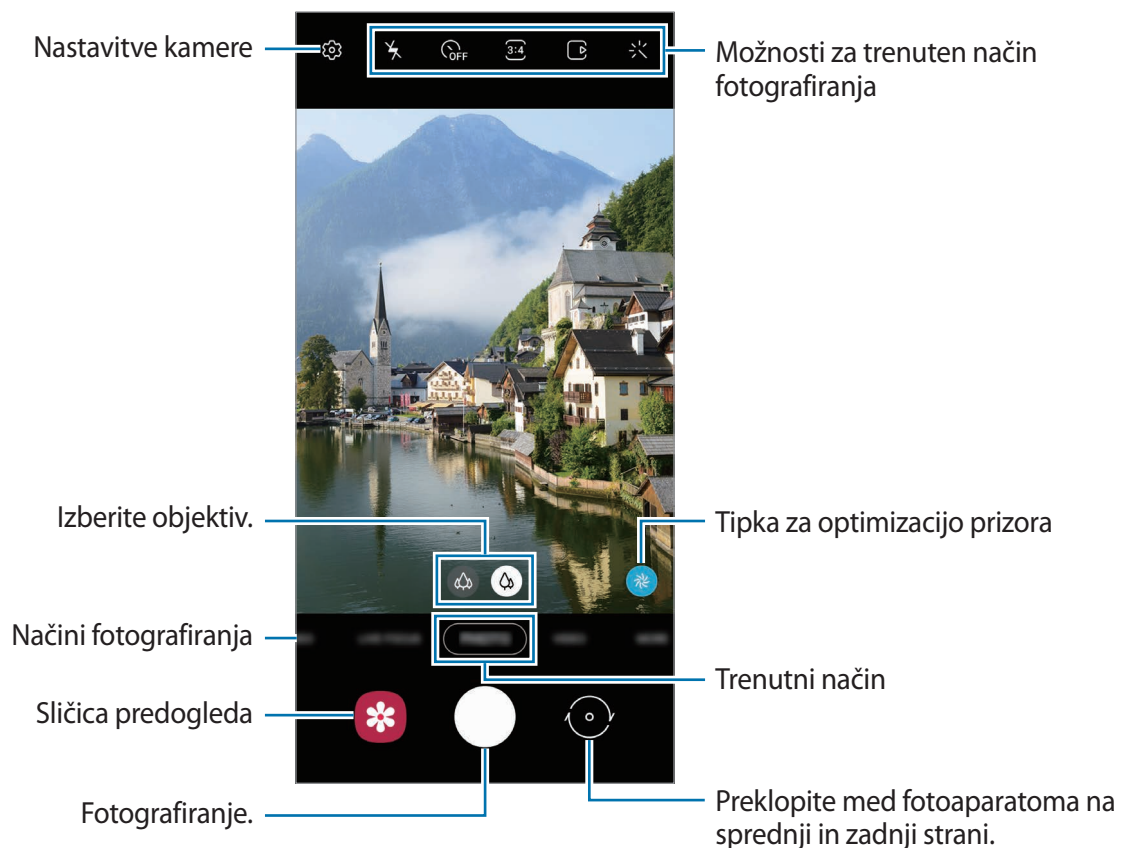 Nastavitve kamere
OFF
3:4
Možnosti za trenuten način
fotografiranja
Izberite objektiv.
Tipka za optimizacijo prizora
Načini fotografiranja
Trenutni način
Sličica predogleda
Fotografiranje.
Preklopite med fotoaparatoma na
sprednji in zadnji strani.